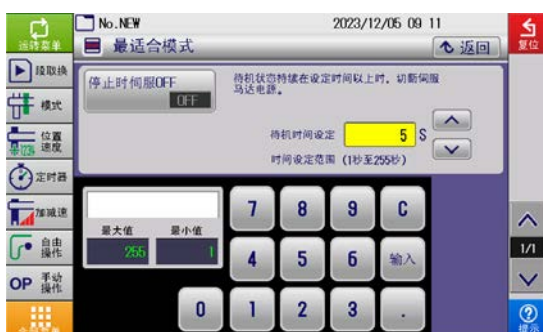 No.NEW 2023/12/05 09 11
运转菜单
最适合模式
返回
复位
段取换
停止时伺服OFF
OFF
待机状态持续在设定时间以上时，切断伺服
马达电源。
模式
位置
速度
待机时间设定 5 S
时间设定范围 (1秒至255秒)
定时器
加减速
最大值 最小值
255 1
7 8 9 C
1/1
自由
操作
4 5 6 输入
OP 手动
操作
0 1 2 3 .
提示